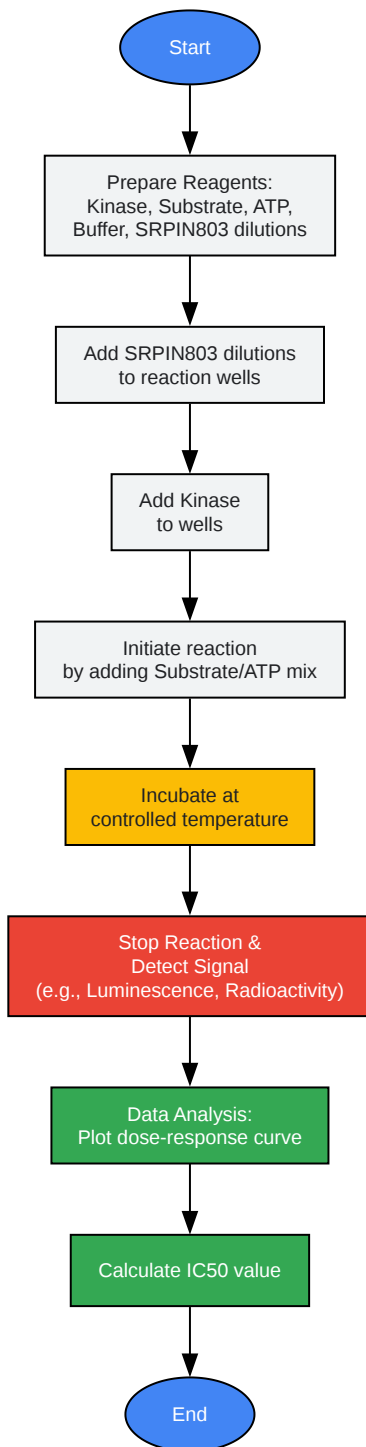 Start
Prepare Reagents:
Kinase, Substrate, ATP,
Buffer, SRPIN803 dilutions
Add SRPIN803 dilutions
to reaction wells
Add Kinase
to wells
Initiate reaction
by adding Substrate/ATP mix
Incubate at
controlled temperature
Stop Reaction &
Detect Signal
(e.g., Luminescence, Radioactivity)
Data Analysis:
Plot dose-response curve
Calculate IC50 value
End